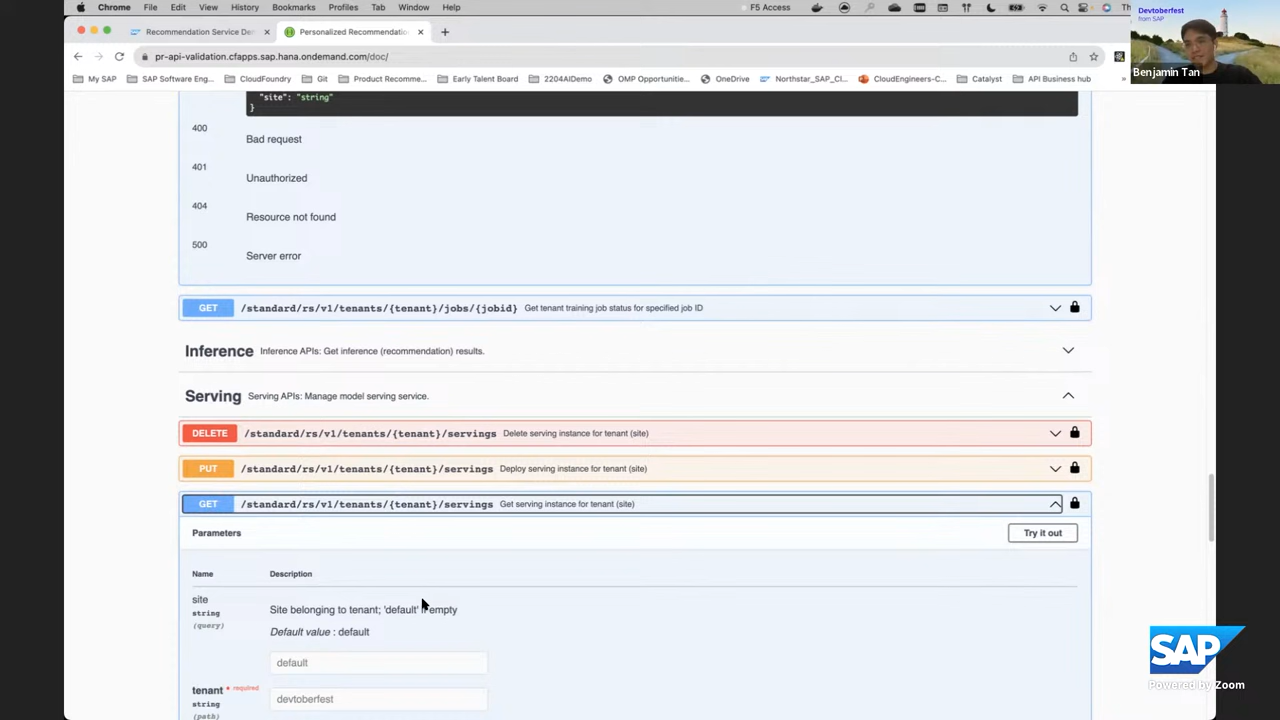 Chrome File Edit View History Bookmarks Profiles Tab Window Help F5 Access
Devtoberfest
from SAP
Benjamin Tan
Recommendation Service De
Personalized Recommendatio
pr-api-validation.cfapps.sap.hana.ondemand.com/doc/
My SAP SAP Software Eng... CloudFoundry Git Product Recomme... Early Talent Board 2204AIDemo OMP Opportunitie... OneDrive Northstar_SAP_Cl... CloudEngineers-C... Catalyst API Business hub
"site": "string"
}
400 Bad request
401 Unauthorized
404 Resource not found
500 Server error
GET /standard/rs/v1/tenants/{tenant}/jobs/{jobid} Get tenant training job status for specified job ID
Inference Inference APIs: Get inference (recommendation) results.
Serving Serving APIs: Manage model serving service.
DELETE /standard/rs/v1/tenants/{tenant}/servings Delete serving instance for tenant (site)
PUT /standard/rs/v1/tenants/{tenant}/servings Deploy serving instance for tenant (site)
GET /standard/rs/v1/tenants/{tenant}/servings Get serving instance for tenant (site)
Parameters Try it out
Name Description
site
string
(query)
Site belonging to tenant; 'default' if empty
Default value : default
default
tenant * required
string
(path)
devtoberfest
SAP
Powered by Zoom